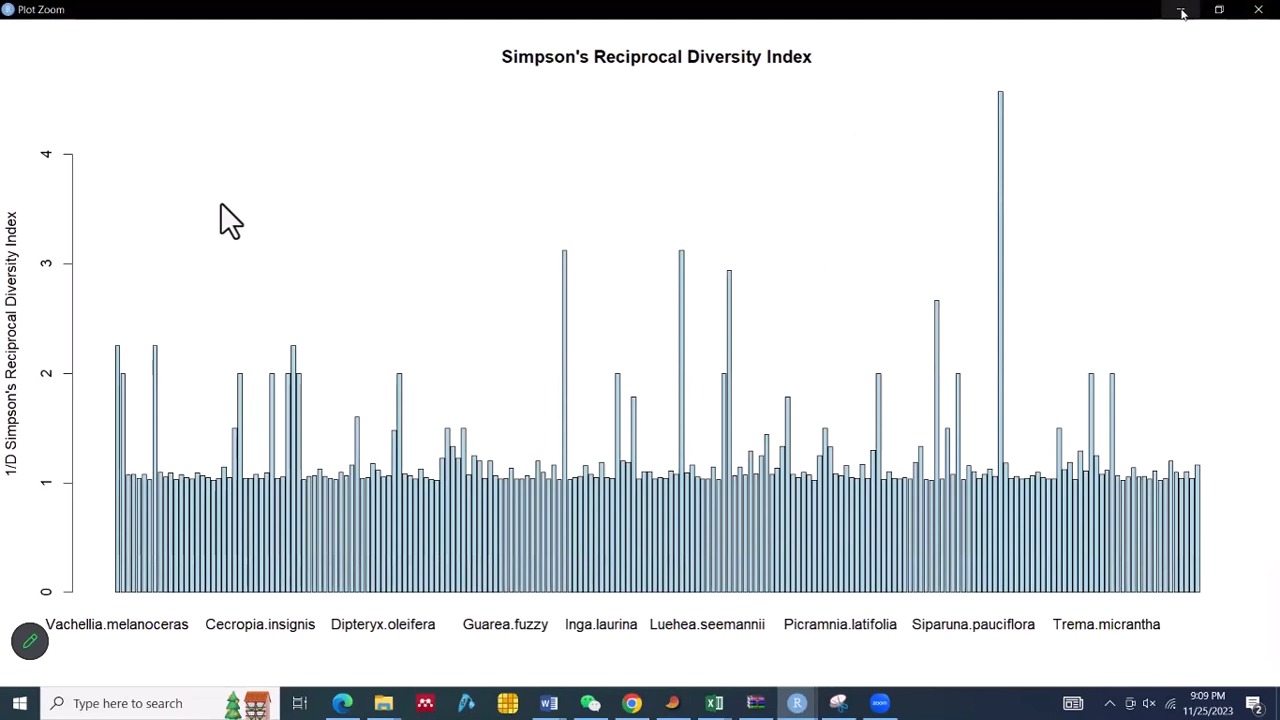 Plot Zoom
Simpson's Reciprocal Diversity Index
1/D Simpson's Reciprocal Diversity Index
4
3
2
1
0
Vachellia.melanoceras Cecropia.insignis Dipteryx.oleifera Guarea.fuzzy Inga.laurina Luehea.seemannii Picramnia.latifolia Siparuna.pauciflora Trema.micrantha
Type here to search
zoom
9:09 PM
11/25/2023
2